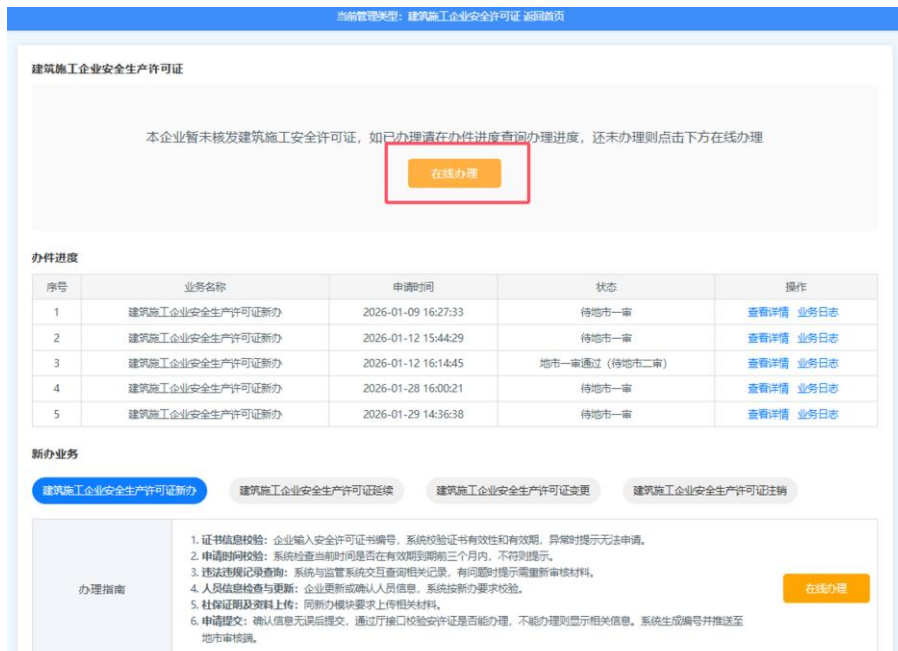 当前管理类型：建筑施工企业安全许可证 返回首页
建筑施工企业安全生产许可证
本企业暂未核发建筑施工安全许可证，如已办理请在办件进度查询办理进度，还未办理则点击下方在线办理
在线办理
办件进度
序号 业务名称 申请时间 状态 操作
1 建筑施工企业安全生产许可证新办 2026-01-09 16:27:33 待地市一审 查看详情 业务日志
2 建筑施工企业安全生产许可证新办 2026-01-12 15:44:29 待地市一审 查看详情 业务日志
3 建筑施工企业安全生产许可证新办 2026-01-12 16:14:45 地市一审通过（待地市二审） 查看详情 业务日志
4 建筑施工企业安全生产许可证新办 2026-01-28 16:00:21 待地市一审 查看详情 业务日志
5 建筑施工企业安全生产许可证新办 2026-01-29 14:36:38 待地市一审 查看详情 业务日志
新办业务
建筑施工企业安全生产许可证新办 建筑施工企业安全生产许可证延续 建筑施工企业安全生产许可证变更 建筑施工企业安全生产许可证注销
办理指南
1. 证书信息校验：企业输入安全许可证书编号，系统校验证书有效性和有效期，异常时提示无法申请。
2. 申请时间校验：系统检查当前时间是否在有效期到期前三个月内，不符则提示。
3. 违法违规记录查询：系统与监管系统交互查询相关记录，有问题时提示需重新审核材料。
4. 人员信息检查与更新：企业更新或确认人员信息，系统按新办要求校验。
5. 社保证明及资料上传：同新办模块要求上传相关材料。
6. 申请提交：确认信息无误后提交，通过厅接口校验安许证是否能办理，不能办理则显示相关信息。系统生成编号并推送至
地市审核端。
在线办理